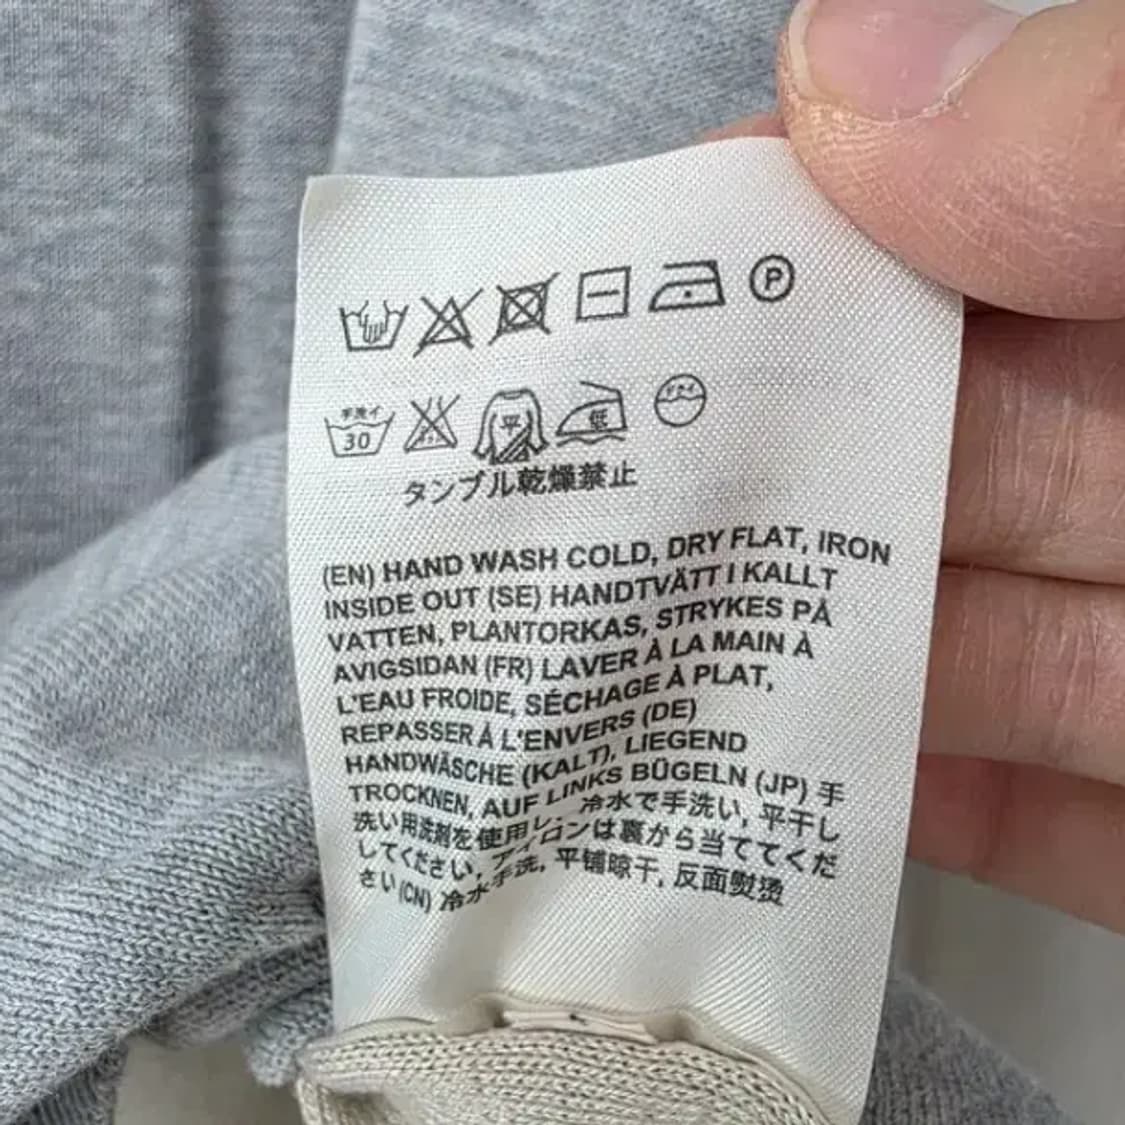 P
手洗イ
30
平
低
ドライ
タンブル乾燥禁止
(EN) HAND WASH COLD, DRY FLAT, IRON
INSIDE OUT (SE) HANDTVÄTT I KALLT
VATTEN, PLANTORKAS, STRYKES PÅ
AVIGSIDAN (FR) LAVER À LA MAIN À
L'EAU FROIDE, SÉCHAGE À PLAT,
REPASSER À L'ENVERS (DE)
HANDWÄSCHE (KALT), LIEGEND
TROCKNEN, AUF LINKS BÜGELN (JP) 手
洗い用洗剤を使用し、冷水で手洗い, 平干し
してください, アイロンは裏から当ててくだ
さい (CN) 冷水手洗, 平铺晾干, 反面熨烫